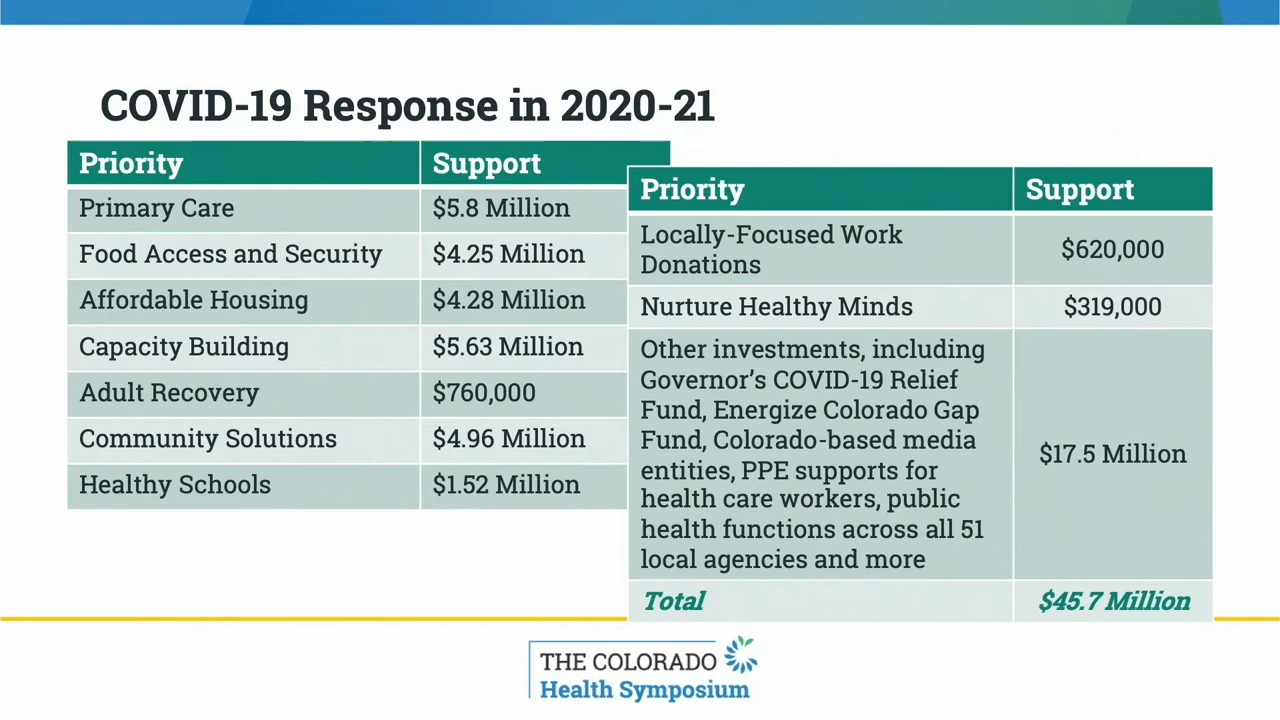 COVID-19 Response in 2020-21
Priority Support
Primary Care $5.8 Million
Food Access and Security $4.25 Million
Affordable Housing $4.28 Million
Capacity Building $5.63 Million
Adult Recovery $760,000
Community Solutions $4.96 Million
Healthy Schools $1.52 Million
Priority Support
Locally-Focused Work
Donations
$620,000
Nurture Healthy Minds $319,000
Other investments, including
Governor’s COVID-19 Relief
Fund, Energize Colorado Gap
Fund, Colorado-based media
entities, PPE supports for
health care workers, public
health functions across all 51
local agencies and more
$17.5 Million
Total $45.7 Million
THE COLORADO
Health Symposium